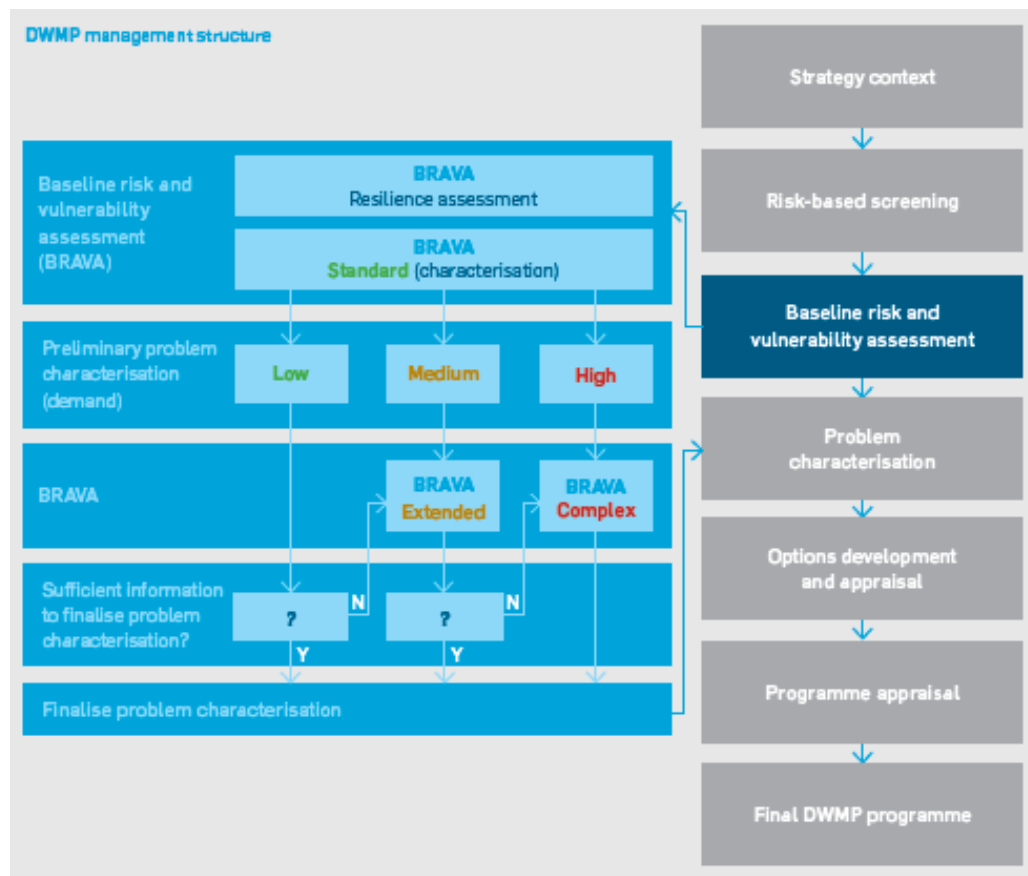 DWMP management structure
Baseline risk and
vulnerability
assessment
(BRAVA)
BRAVA
Resilience assessment
BRAVA
Standard (characterisation)
Preliminary problem
characterisation
(demand)
Low
Medium
High
BRAVA
BRAVA
Extended
BRAVA
Complex
Sufficient information
to finalise problem
characterisation?
?
N
?
N
Y
Y
Finalise problem characterisation
Strategy context
Risk-based screening
Baseline risk and
vulnerability assessment
Problem
characterisation
Options development
and appraisal
Programme appraisal
Final DWMP programme